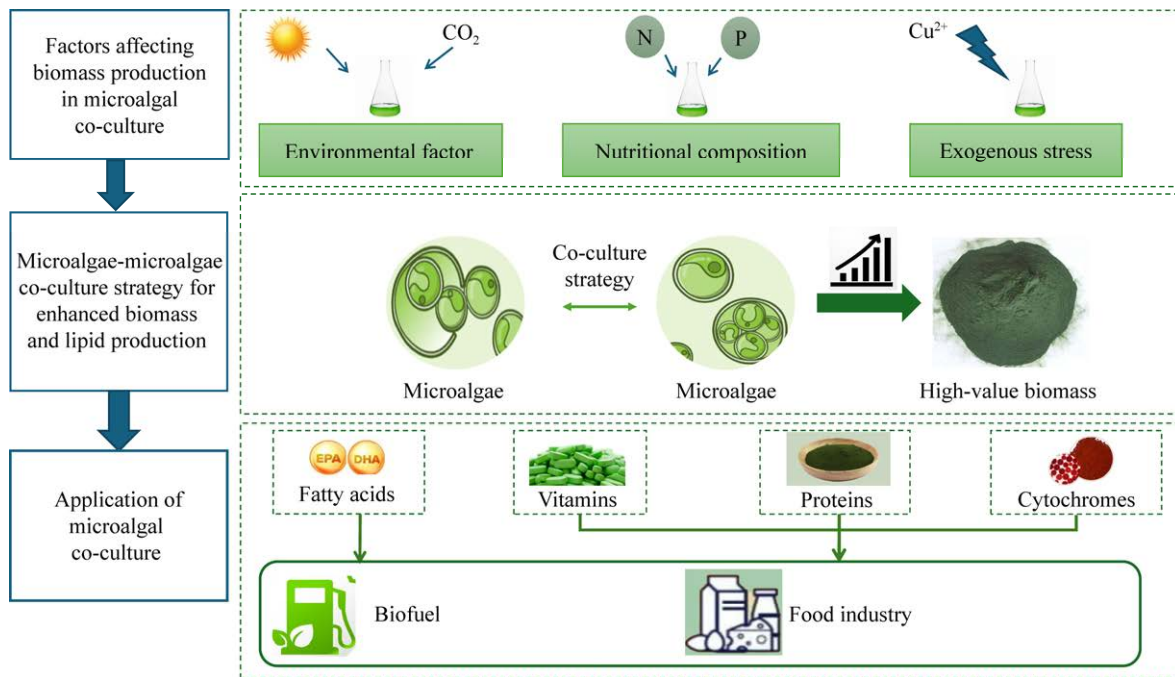 Factors affecting
biomass production
in microalgal
co-culture
CO₂
N
P
Cu²⁺
Environmental factor
Nutritional composition
Exogenous stress
Microalgae-microalgae
co-culture strategy for
enhanced biomass
and lipid production
Co-culture
strategy
Microalgae
Microalgae
High-value biomass
Application of
microalgal
co-culture
EPA
DHA
Fatty acids
Vitamins
Proteins
Cytochromes
Biofuel
Food industry